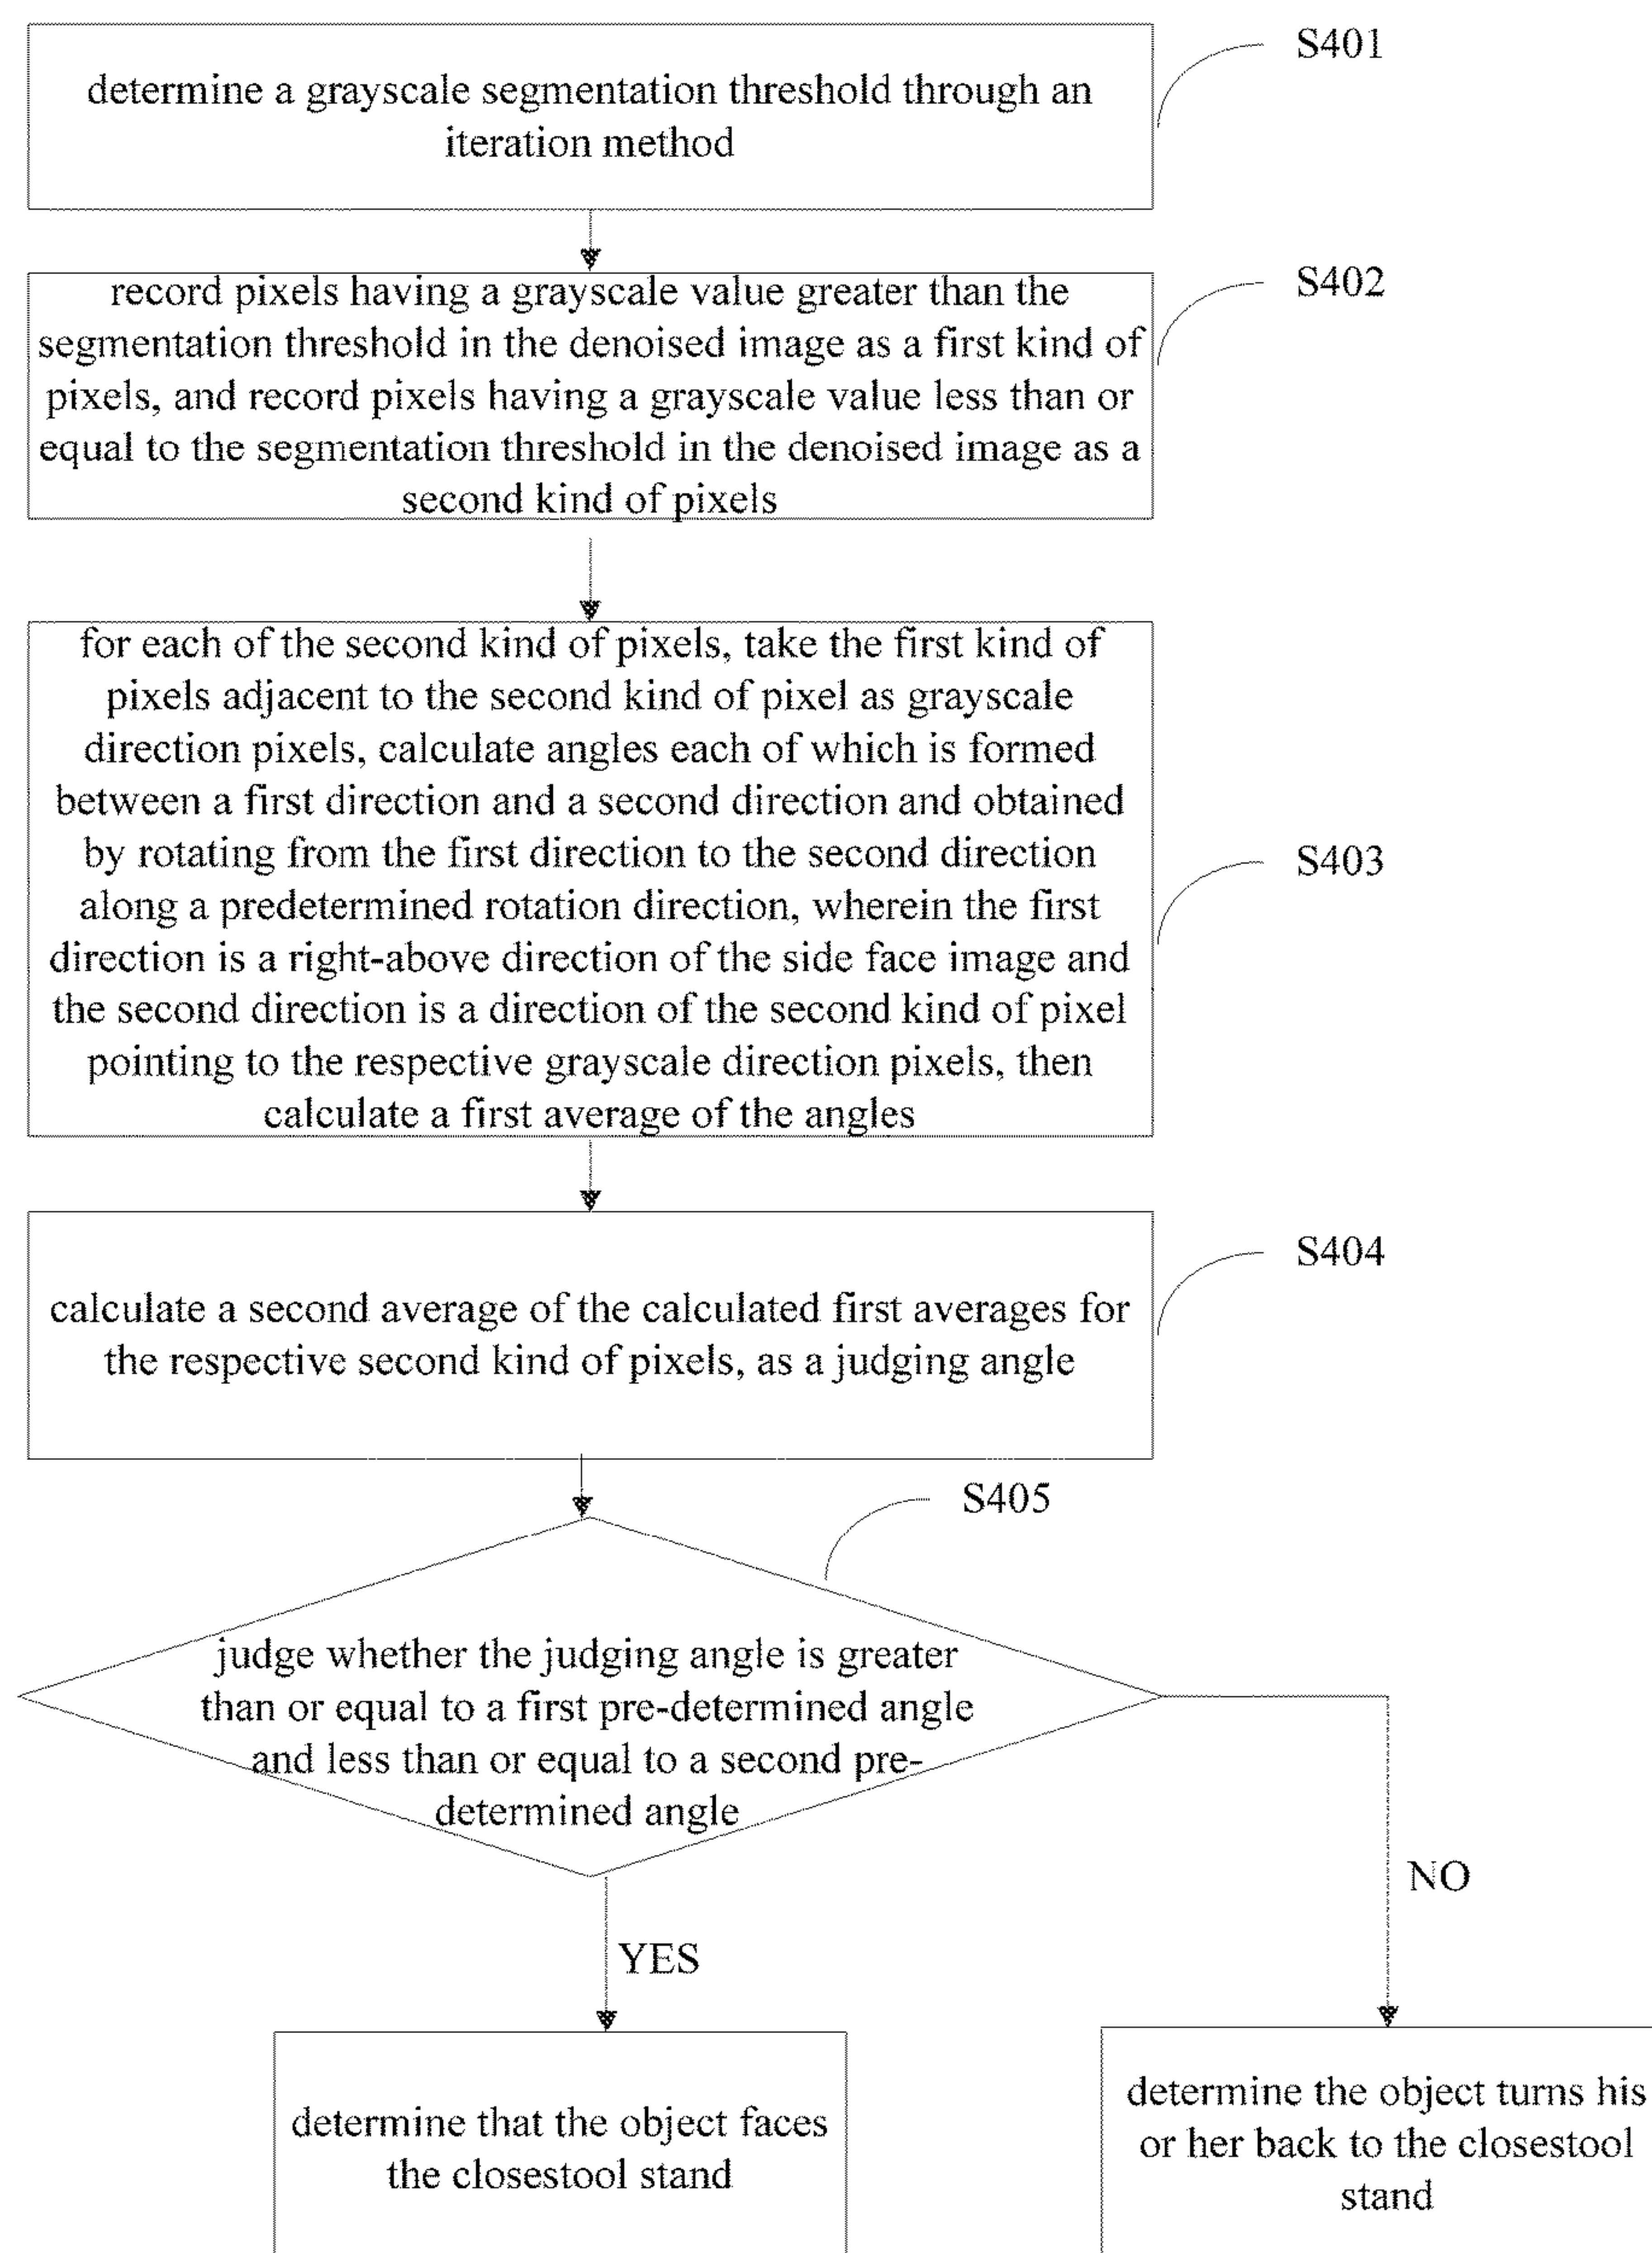 S401
determine a grayscale segmentation threshold through an
iteration method
S402
record pixels having a grayscale value greater than the
segmentation threshold in the denoised image as a first kind of
pixels, and record pixels having a grayscale value less than or
equal to the segmentation threshold in the denoised image as a
second kind of pixels
for each of the second kind of pixels, take the first kind of
pixels adjacent to the second kind of pixel as grayscale
direction pixels, calculate angles each of which is formed
between a first direction and a second direction and obtained
by rotating from the first direction to the second direction
S403
along a predetermined rotation direction, wherein the first
direction is a right-above direction of the side face image and
the second direction is a direction of the second kind of pixel
pointing to the respective grayscale direction pixels, then
calculate a first average of the angles
S404
calculate a second average of the calculated first averages for
the respective second kind of pixels, as a judging angle
S405
judge whether the judging angle is greater
than or equal to a first pre-determined angle
and less than or equal to a second pre-
determined angle
NO
YES
determine that the object faces
the closestool stand
determine the object turns his
or her back to the closestool
stand